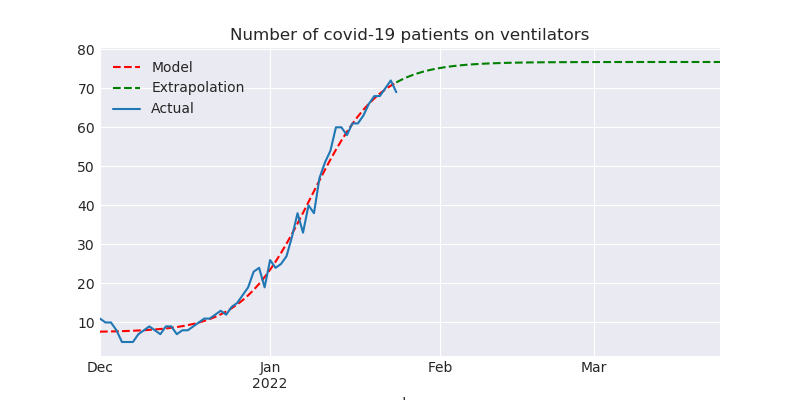 Number of covid-19 patients on ventilators
80
70
60
50
40
30
20
10
Model
Extrapolation
Actual
Dec
Jan
2022
Feb
Mar